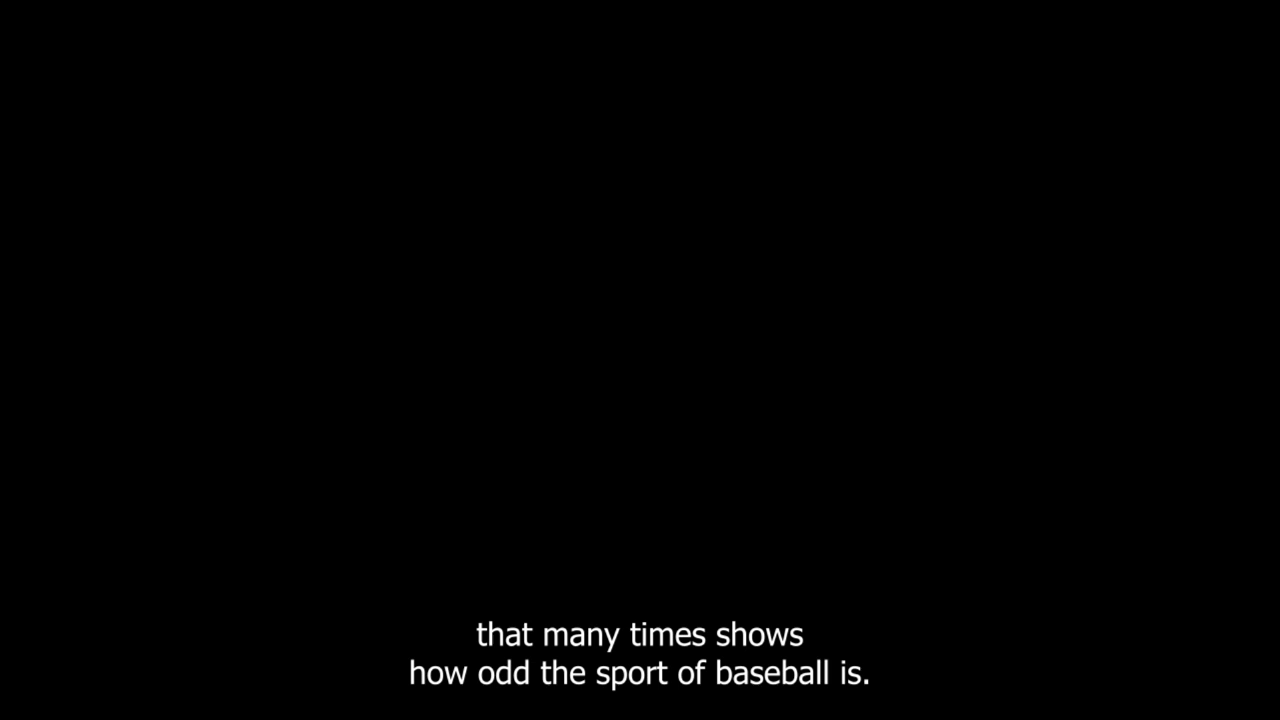 that many times shows
how odd the sport of baseball is.